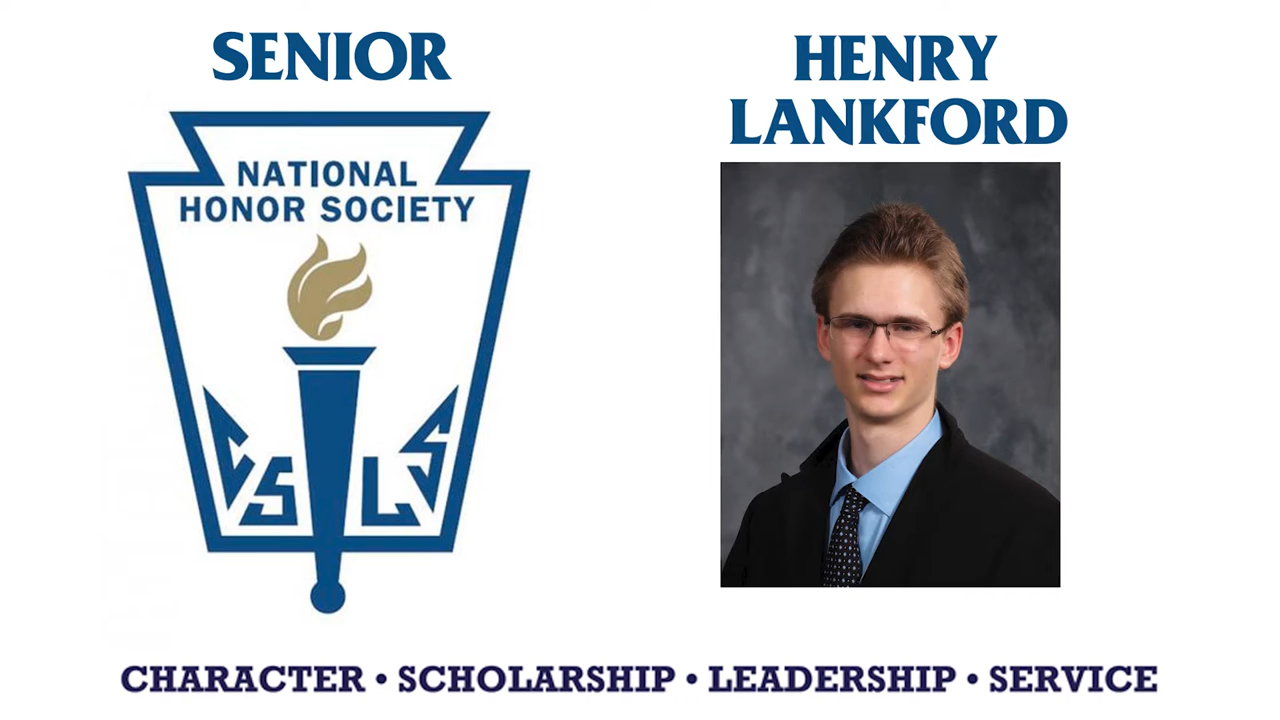 SENIOR
NATIONAL
HONOR SOCIETY
C S L S
HENRY
LANKFORD
CHARACTER • SCHOLARSHIP • LEADERSHIP • SERVICE